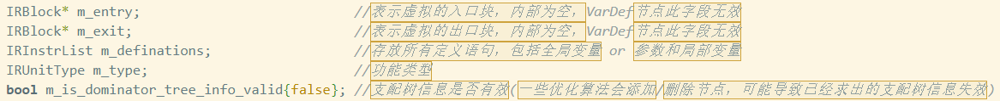 IRBlock* m_entry; //表示虚拟的入口块，内部为空，VarDef节点此字段无效
IRBlock* m_exit; //表示虚拟的出口块，内部为空，VarDef节点此字段无效
IRInstrList m_definations; //存放所有定义语句，包括全局变量 or 参数和局部变量
IRUnitType m_type; //功能类型
bool m_is_dominator_tree_info_valid{false}; //支配树信息是否有效(一些优化算法会添加/删除节点，可能导致已经求出的支配树信息失效)